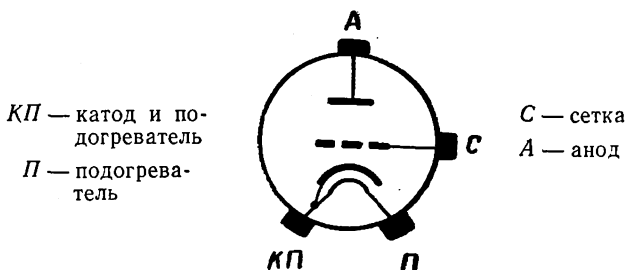 А
КП — катод и по-
догреватель
П — подогрева-
тель
С
КП
П
С — сетка
А — анод